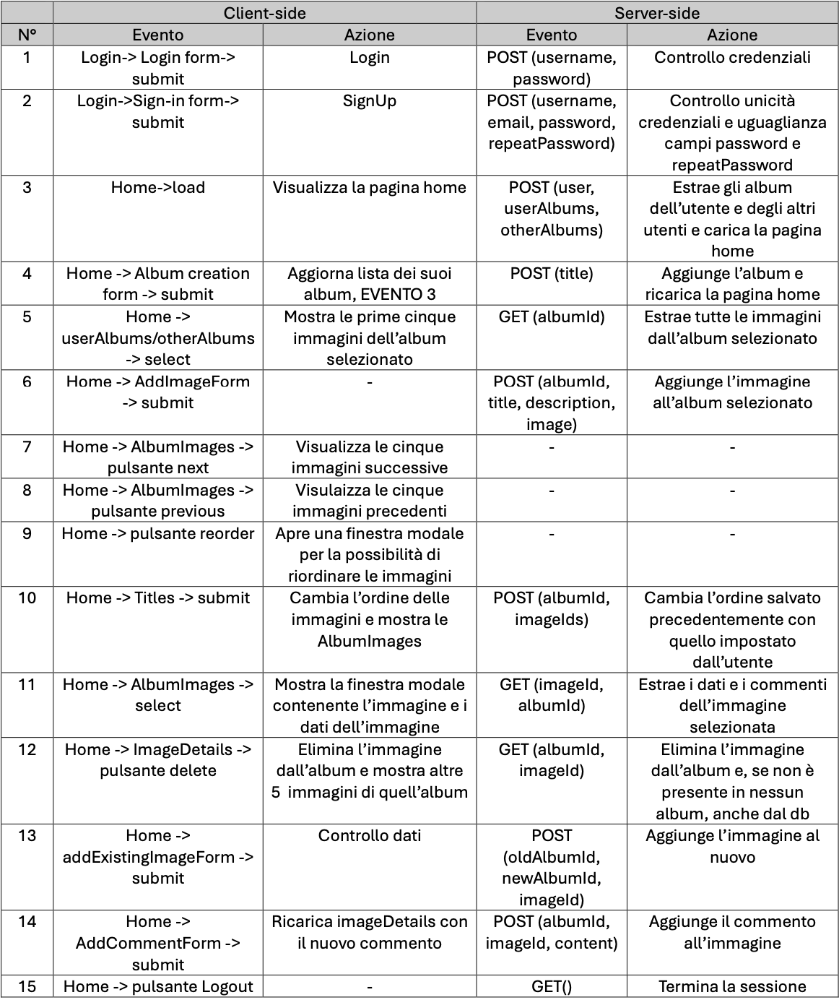 Client-side Server-side
N° Evento Azione Evento Azione
1 Login-> Login form-> Login POST (username, Controllo credenziali
submit password)
2 Login->Sign-in form-> SignUp POST (username, Controllo unicità
submit email, password, credenziali e uguaglianza
repeatPassword) campi password e
repeatPassword
3 Home->load Visualizza la pagina home POST (user, Estrae gli album
userAlbums, dell’utente e degli altri
otherAlbums) utenti e carica la pagina
home
4 Home -> Album creation Aggiorna lista dei suoi POST (title) Aggiunge l’album e
form -> submit album, EVENTO 3 ricarica la pagina home
5 Home -> Mostra le prime cinque GET (albumId) Estrae tutte le immagini
userAlbums/otherAlbums immagini dell’album dall’album selezionato
-> select selezionato
6 Home -> AddImageForm - POST (albumId, Aggiunge l’immagine
-> submit title, description, all’album selezionato
image)
7 Home -> AlbumImages -> Visualizza le cinque - -
pulsante next immagini successive
8 Home -> AlbumImages -> Visulaizza le cinque - -
pulsante previous immagini precedenti
9 Home -> pulsante reorder Apre una finestra modale - -
per la possibilità di
riordinare le immagini
10 Home -> Titles -> submit Cambia l’ordine delle POST (albumId, Cambia l’ordine salvato
immagini e mostra le imageIds) precedentemente con
AlbumImages quello impostato
dall’utente
11 Home -> AlbumImages -> Mostra la finestra modale GET (imageId, Estrae i dati e i commenti
select contenente l’immagine e i albumId) dell’immagine
dati dell’immagine selezionata
12 Home -> ImageDetails -> Elimina l’immagine GET (albumId, Elimina l’immagine
pulsante delete dall’album e mostra altre imageId) dall’album e, se non è
5 immagini di quell’album presente in nessun
album, anche dal db
13 Home -> Controllo dati POST Aggiunge l’immagine al
addExistingImageForm -> (oldAlbumId, nuovo
submit newAlbumId,
imageId)
14 Home -> Ricarica imageDetails con POST (albumId, Aggiunge il commento
AddCommentForm -> il nuovo commento imageId, content) all’immagine
submit
15 Home -> pulsante Logout - GET() Termina la sessione